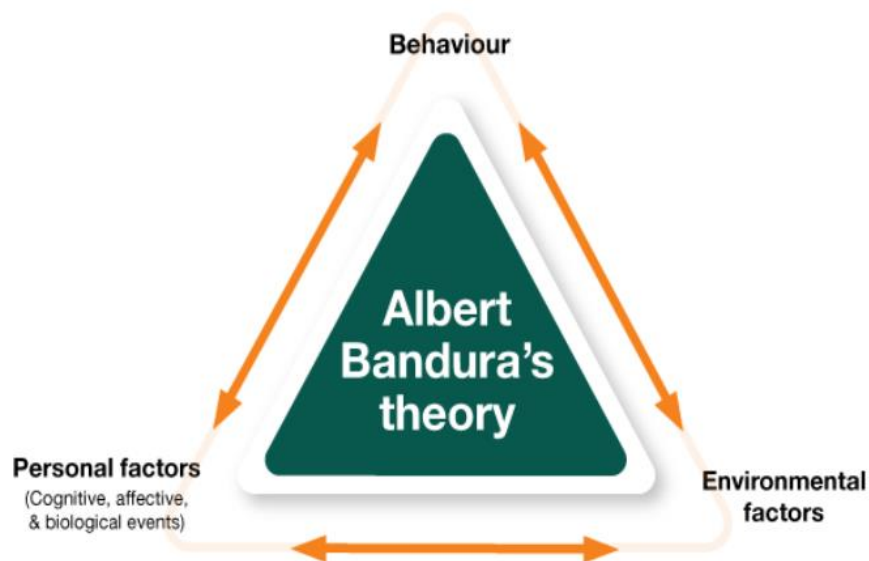 Behaviour
Albert
Bandura's
theory
Personal factors
(Cognitive, affective,
& biological events)
Environmental
factors